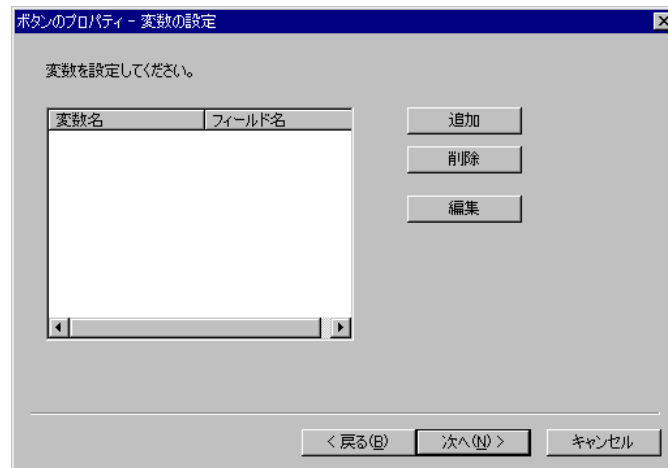 ボタンのプロパティ - 変数の設定
変数を設定してください。
変数名 フィールド名
追加
削除
編集
< 戻る(B) 次へ(N) > キャンセル